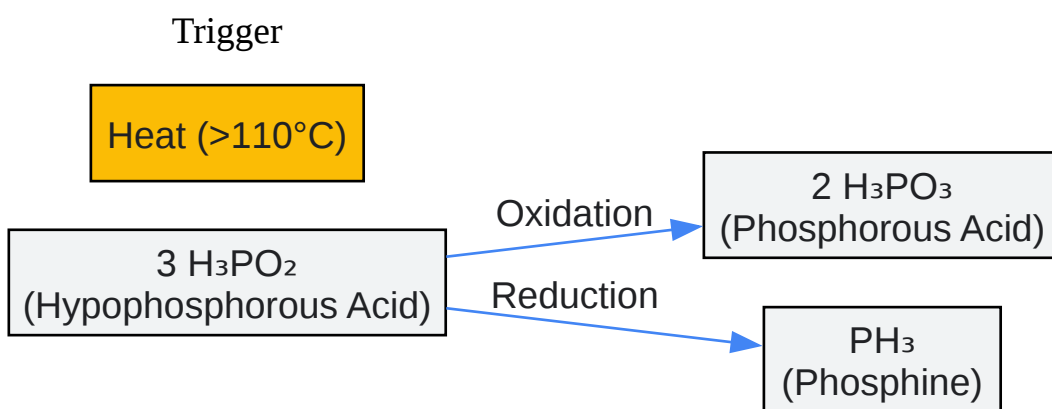 Trigger
Heat (>110°C)
3 H₃PO₂
(Hypophosphorous Acid)
Oxidation
Reduction
2 H₃PO₃
(Phosphorous Acid)
PH₃
(Phosphine)